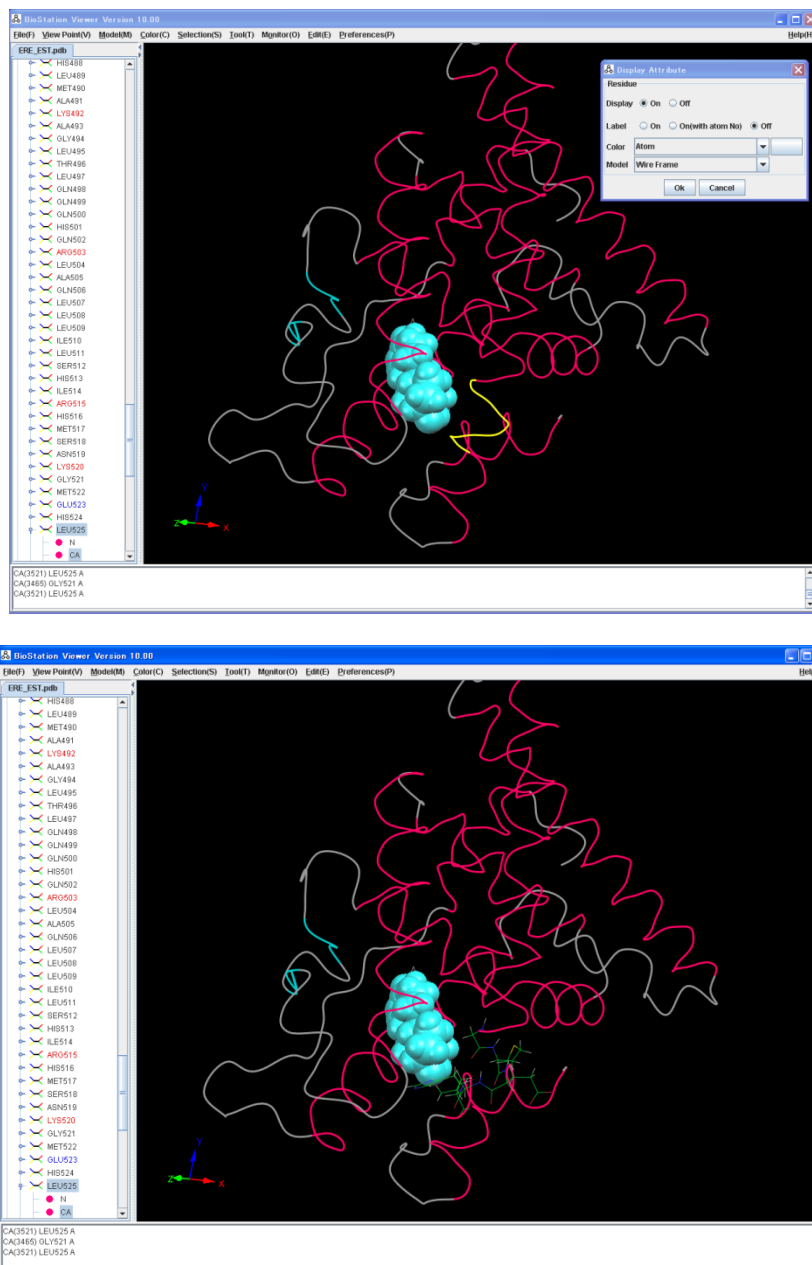 BioStation Viewer Version 10.00
File(F) View Point(V) Model(M) Color(C) Selection(S) Tool(T) Monitor(O) Edit(E) Preferences(P) Help(H
ERE_EST.pdb
HIS488
LEU489
MET490
ALA491
LYS492
ALA493
GLY494
LEU495
THR496
LEU497
GLN498
GLN499
GLN500
HIS501
GLN502
ARG503
LEU504
ALA505
GLN506
LEU507
LEU508
LEU509
ILE510
LEU511
SER512
HIS513
ILE514
ARG515
HIS516
MET517
SER518
ASN519
LYS520
GLY521
MET522
GLU523
HIS524
LEU525
N
CA
Display Attribute
Residue
Display On Off
Label On On(with atom No) Off
Color Atom
Model Wire Frame
Ok Cancel
Y
Z X
CA(3521) LEU525 A
CA(3465) GLY521 A
CA(3521) LEU525 A
BioStation Viewer Version 10.00
File(F) View Point(V) Model(M) Color(C) Selection(S) Tool(T) Monitor(O) Edit(E) Preferences(P) Hel
ERE_EST.pdb
HIS488
LEU489
MET490
ALA491
LYS492
ALA493
GLY494
LEU495
THR496
LEU497
GLN498
GLN499
GLN500
HIS501
GLN502
ARG503
LEU504
ALA505
GLN506
LEU507
LEU508
LEU509
ILE510
LEU511
SER512
HIS513
ILE514
ARG515
HIS516
MET517
SER518
ASN519
LYS520
GLY521
MET522
GLU523
HIS524
LEU525
N
CA
Y
Z X
CA(3521) LEU525 A
CA(3465) GLY521 A
CA(3521) LEU525 A